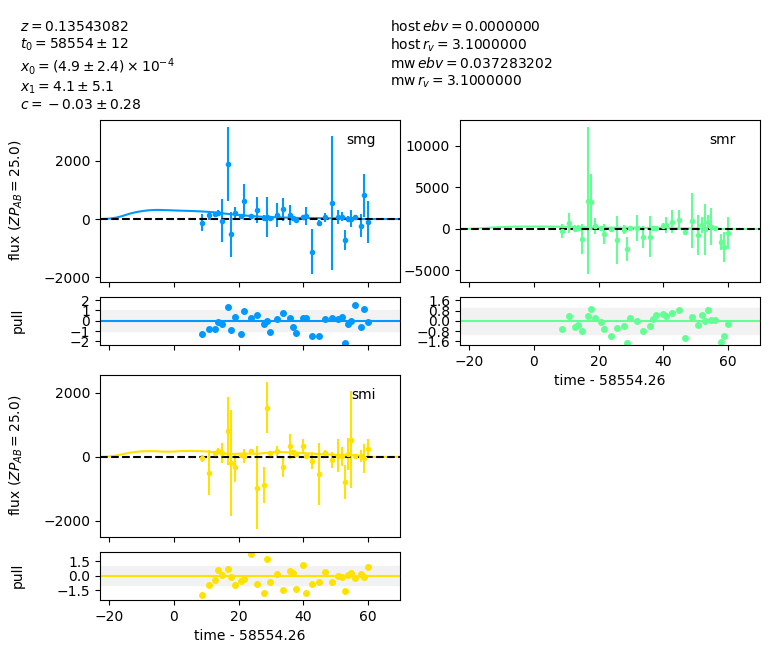 z = 0.13543082
t₀ = 58554 ± 12
x₀ = (4.9 ± 2.4) × 10⁻⁴
x₁ = 4.1 ± 5.1
c = −0.03 ± 0.28
host ebv = 0.0000000
host r_v = 3.1000000
mw ebv = 0.037283202
mw r_v = 3.1000000
smg
flux (ZP_AB = 25.0)
2000
0
−2000
pull
2
1
0
−1
−2
smr
10000
5000
0
−5000
1.6
0.8
0.0
−0.8
−1.6
−20 0 20 40 60
time - 58554.26
smi
flux (ZP_AB = 25.0)
2000
0
−2000
pull
1.5
0.0
−1.5
−20 0 20 40 60
time - 58554.26